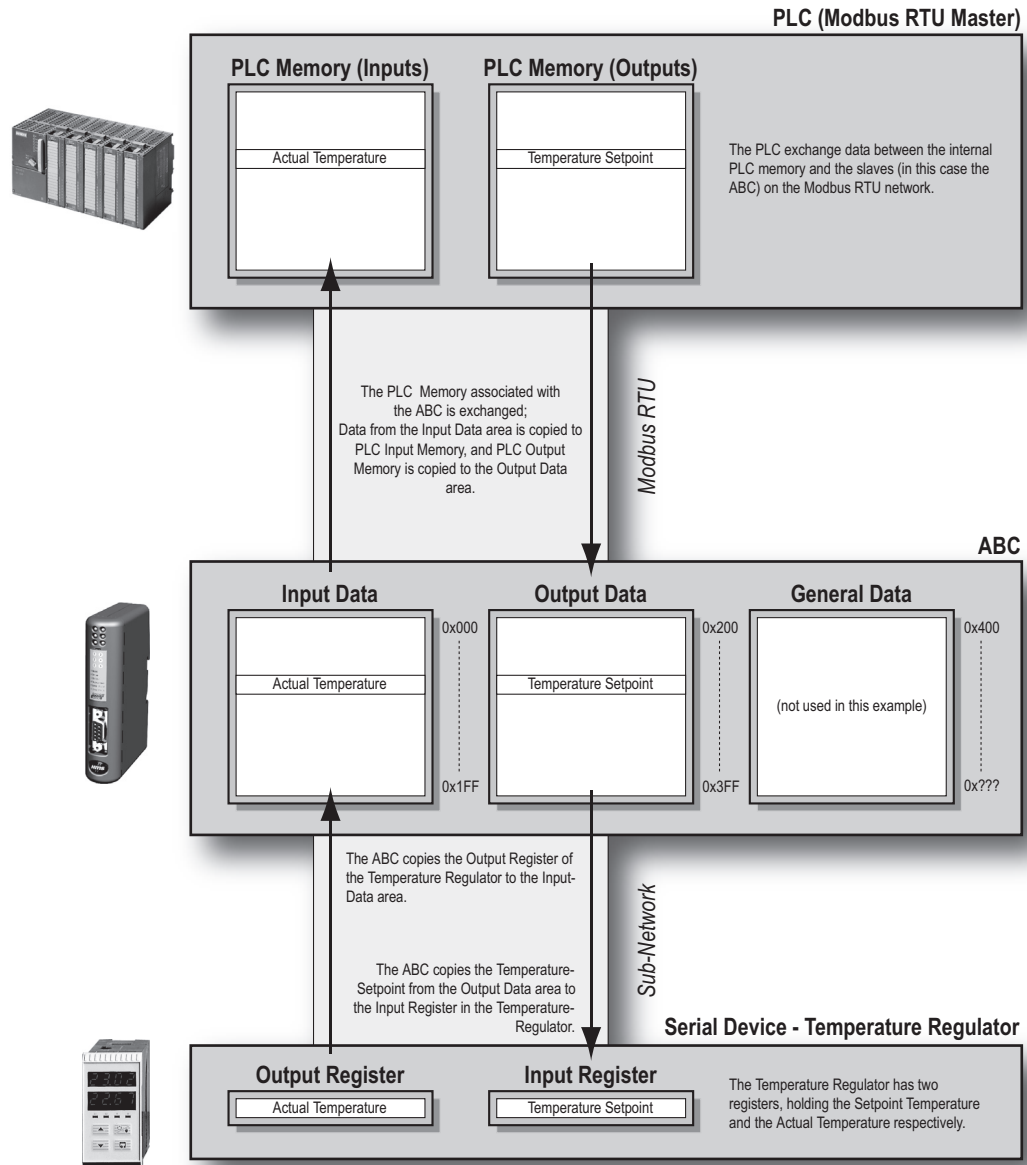 PLC (Modbus RTU Master)
PLC Memory (Inputs)
PLC Memory (Outputs)
Actual Temperature
Temperature Setpoint
The PLC exchange data between the internal
PLC memory and the slaves (in this case the
ABC) on the Modbus RTU network.
The PLC Memory associated with
the ABC is exchanged;
Data from the Input Data area is copied to
PLC Input Memory, and PLC Output
Memory is copied to the Output Data
area.
Modbus RTU
ABC
Input Data
Output Data
General Data
0x000
0x200
0x400
Actual Temperature
Temperature Setpoint
(not used in this example)
0x1FF
0x3FF
0x???
The ABC copies the Output Register of
the Temperature Regulator to the Input-
Data area.
The ABC copies the Temperature-
Setpoint from the Output Data area to
the Input Register in the Temperature-
Regulator.
Sub-Network
Serial Device - Temperature Regulator
Output Register
Input Register
Actual Temperature
Temperature Setpoint
The Temperature Regulator has two
registers, holding the Setpoint Temperature
and the Actual Temperature respectively.